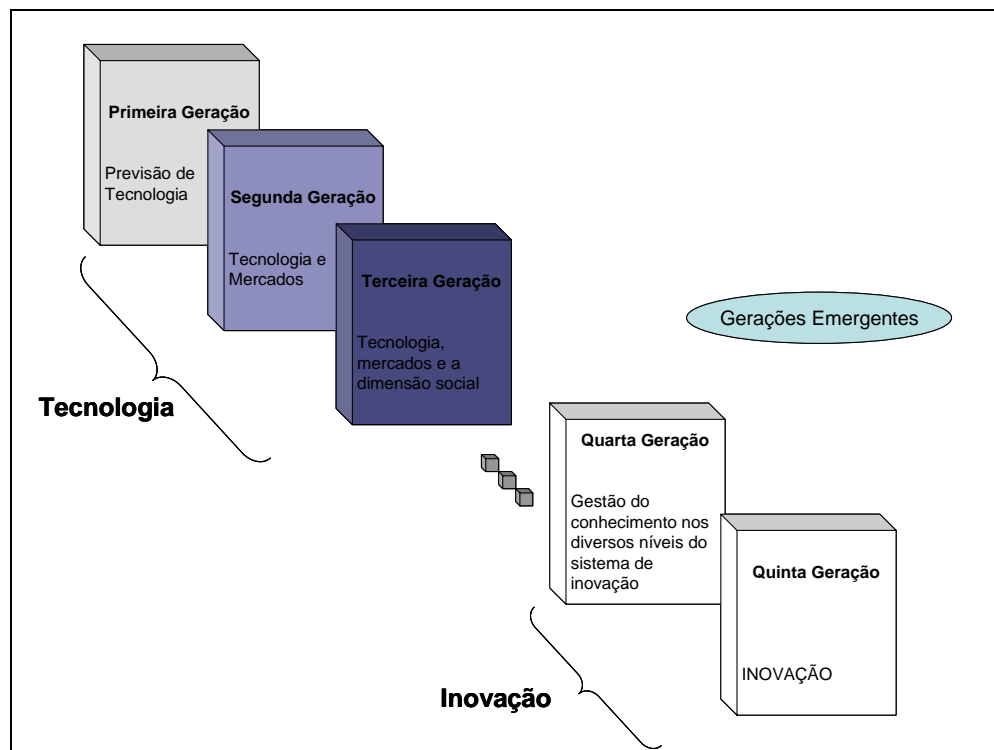 Primeira Geração
Previsão de
Tecnologia
Segunda Geração
Tecnologia e
Mercados
Terceira Geração
Tecnologia,
mercados e a
dimensão social
Tecnologia
Gerações Emergentes
Quarta Geração
Gestão do
conhecimento nos
diversos níveis do
sistema de
inovação
Quinta Geração
INOVAÇÃO
Inovação